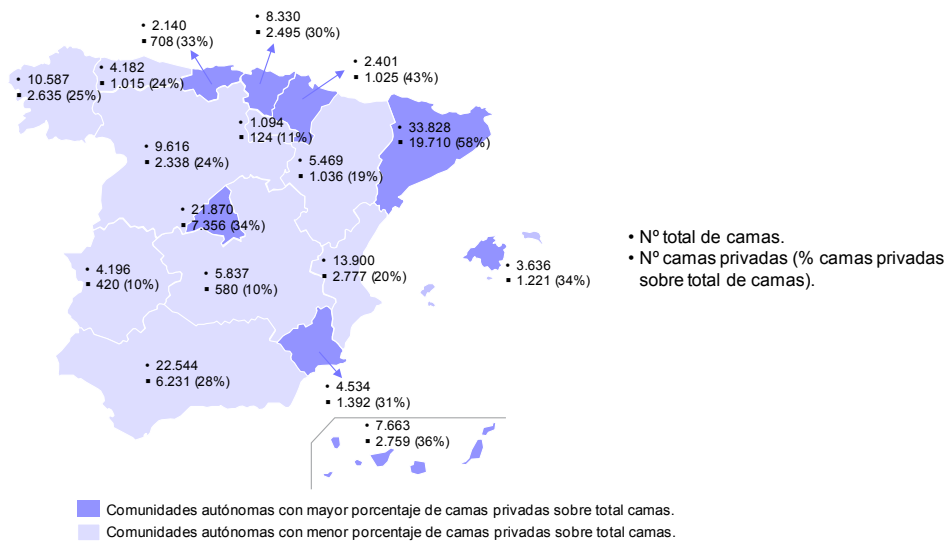 • 2.140
▪ 708 (33%)
• 8.330
▪ 2.495 (30%)
• 2.401
▪ 1.025 (43%)
• 10.587
▪ 2.635 (25%)
• 4.182
▪ 1.015 (24%)
• 1.094
▪ 124 (11%)
• 33.828
▪ 19.710 (58%)
• 9.616
▪ 2.338 (24%)
• 5.469
▪ 1.036 (19%)
• 21.870
▪ 7.356 (34%)
• 4.196
▪ 420 (10%)
• 5.837
▪ 580 (10%)
• 13.900
▪ 2.777 (20%)
• 3.636
▪ 1.221 (34%)
• Nº total de camas.
• Nº camas privadas (% camas privadas
sobre total de camas).
• 22.544
▪ 6.231 (28%)
• 4.534
▪ 1.392 (31%)
• 7.663
▪ 2.759 (36%)
Comunidades autónomas con mayor porcentaje de camas privadas sobre total camas.
Comunidades autónomas con menor porcentaje de camas privadas sobre total camas.